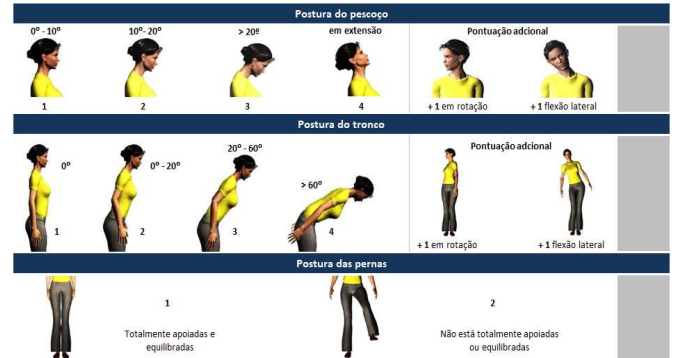 Postura do pescoço
0º - 10º
10º- 20º
> 20º
em extensão
Pontuação adcional
1
2
3
4
+ 1 em rotação
+ 1 flexão lateral
Postura do tronco
0º
0º - 20º
20º - 60º
> 60º
Pontuação adcional
1
2
3
4
+ 1 em rotação
+ 1 flexão lateral
Postura das pernas
1
Totalmente apoiadas e
equilibradas
2
Não está totalmente apoiadas
ou equilibradas